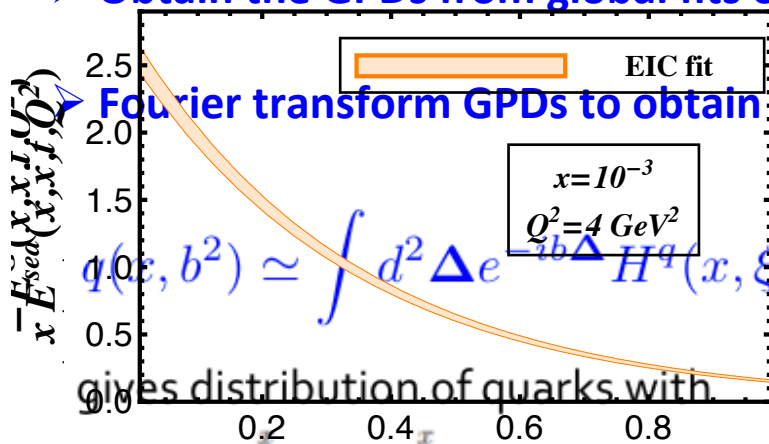 Obtain the GPDs from global fits
2.5
EIC fit
Fourier transform GPDs to obtain
2.0
x=10⁻³
1.5
Q²=4 GeV²
1.0
q(x, b²) ≃ ∫ d²Δe^{-ibΔ} H^q(x, ξ
0.5
gives distribution of quarks with
0.0
0.2 0.4 0.6 0.8